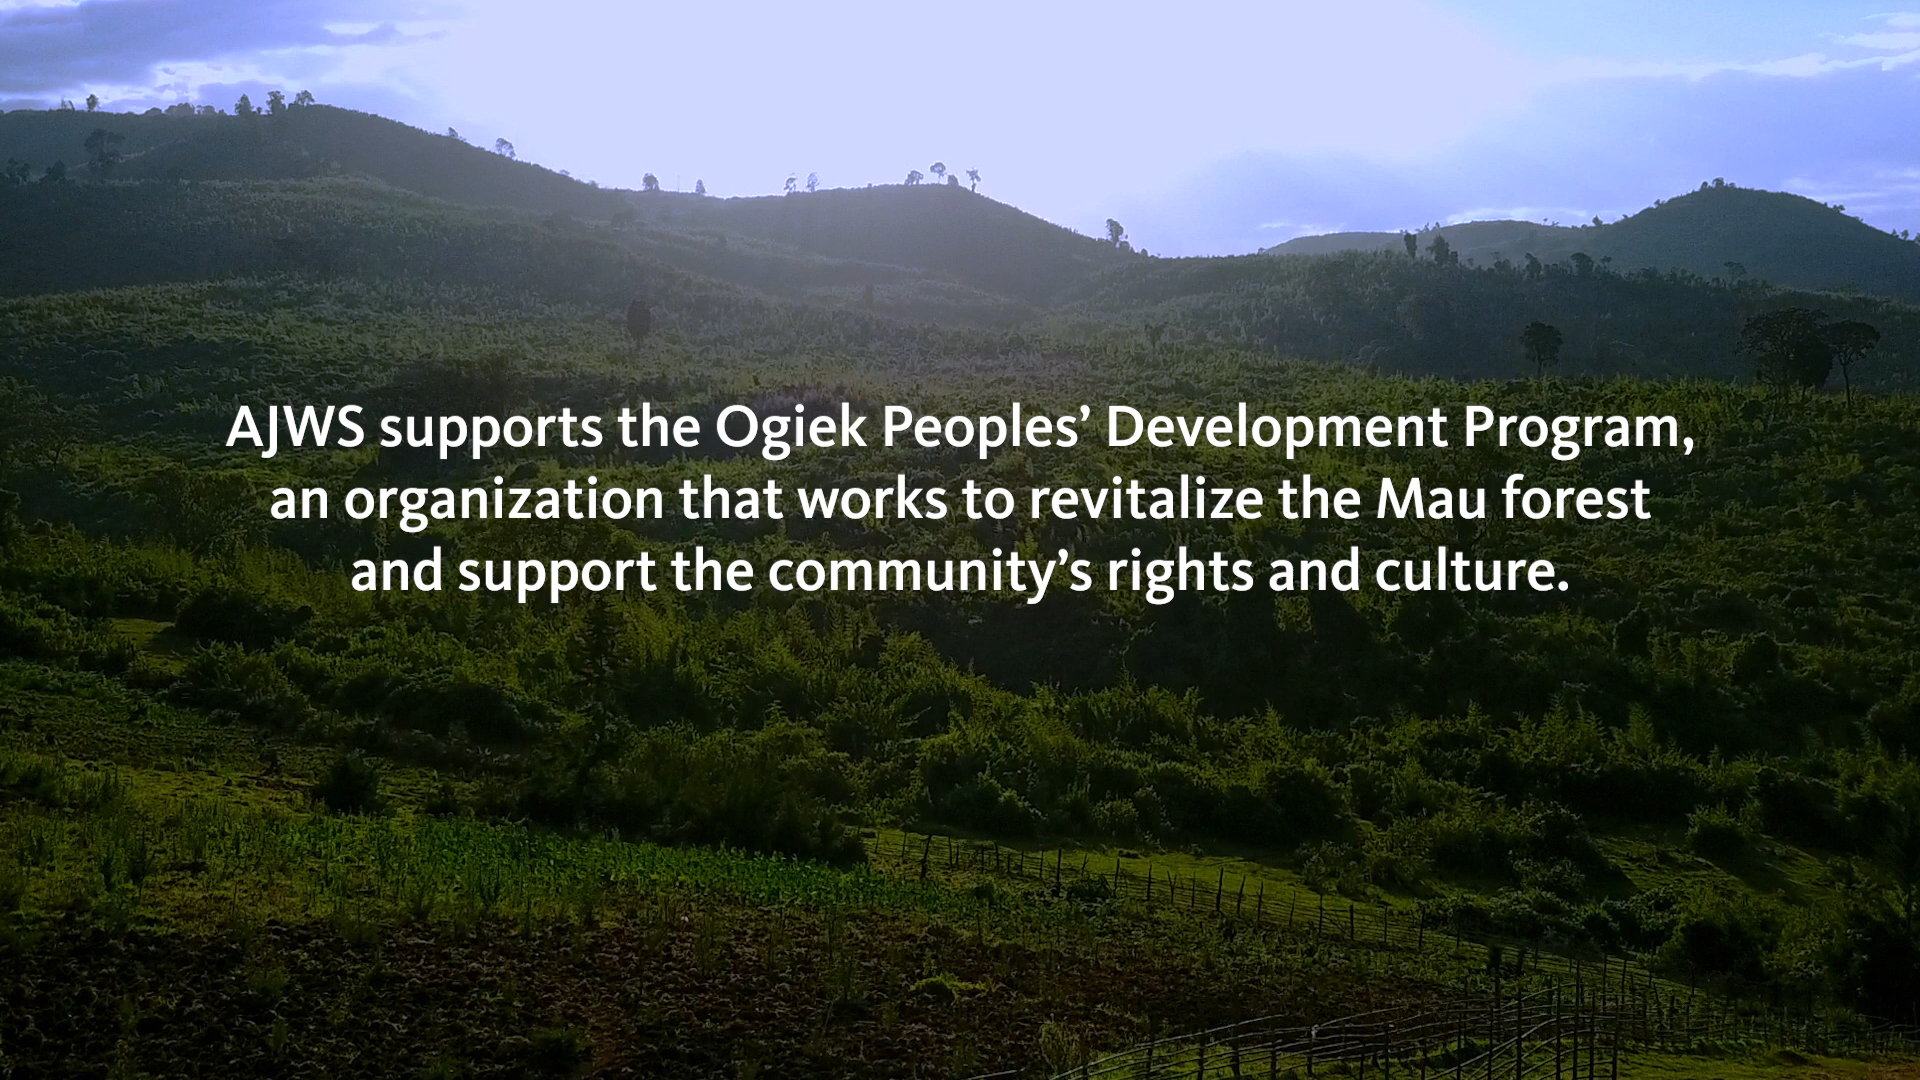 AJWS supports the Ogiek Peoples’ Development Program,
an organization that works to revitalize the Mau forest
and support the community’s rights and culture.